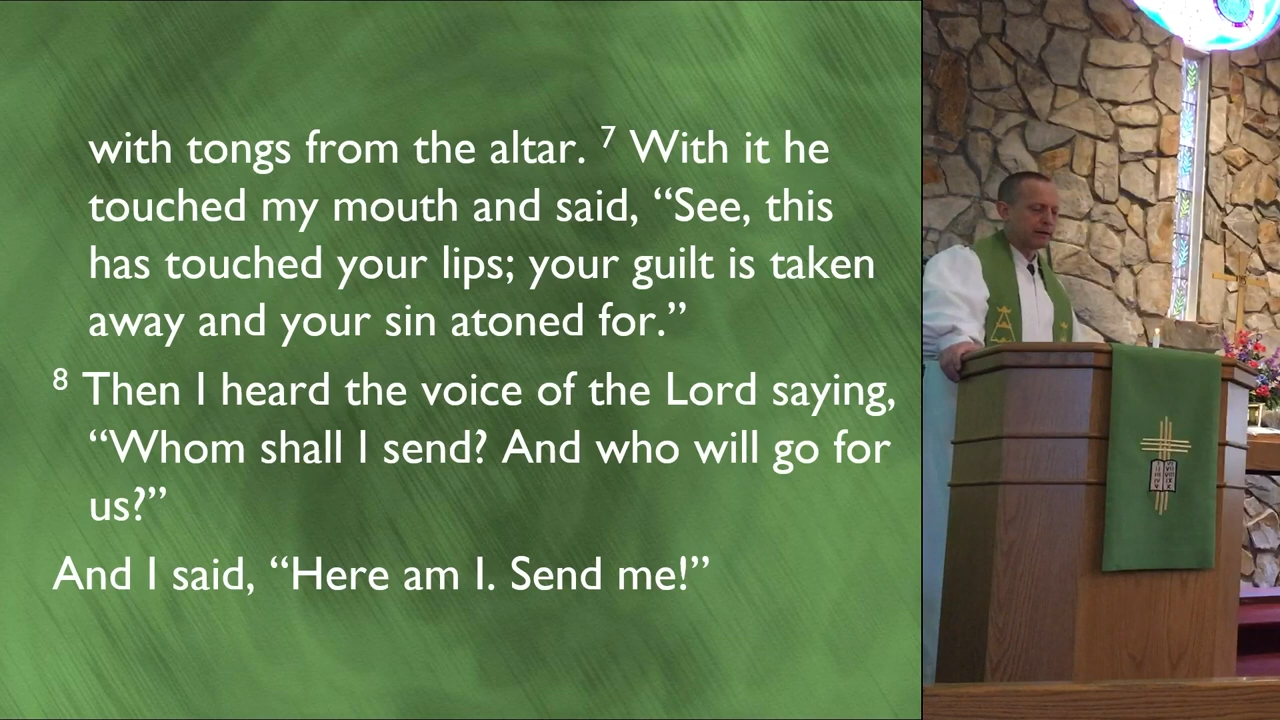 with tongs from the altar. ⁷ With it he
touched my mouth and said, “See, this
has touched your lips; your guilt is taken
away and your sin atoned for.”
⁸ Then I heard the voice of the Lord saying,
“Whom shall I send? And who will go for
us?”
And I said, “Here am I. Send me!”